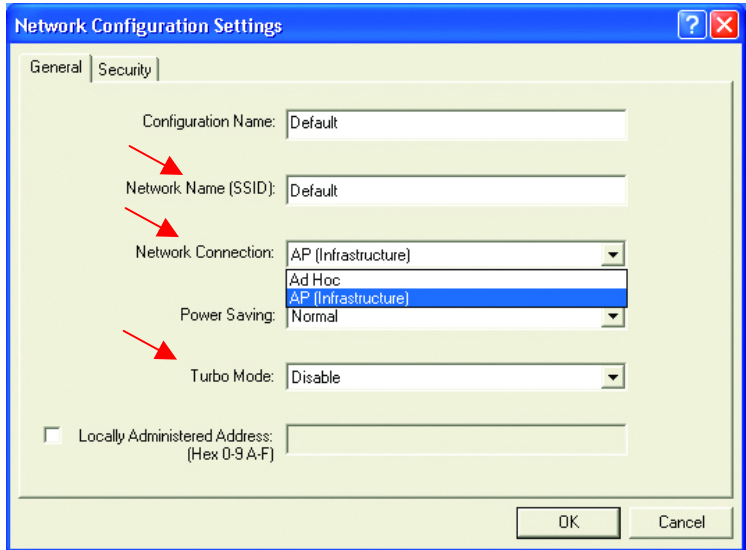 Network Configuration Settings
General
Security
Configuration Name: Default
Network Name (SSID): Default
Network Connection: AP (Infrastructure)
Ad Hoc
AP (Infrastructure)
Power Saving: Normal
Turbo Mode: Disable
Locally Administered Address:
(Hex 0-9 A-F)
OK
Cancel